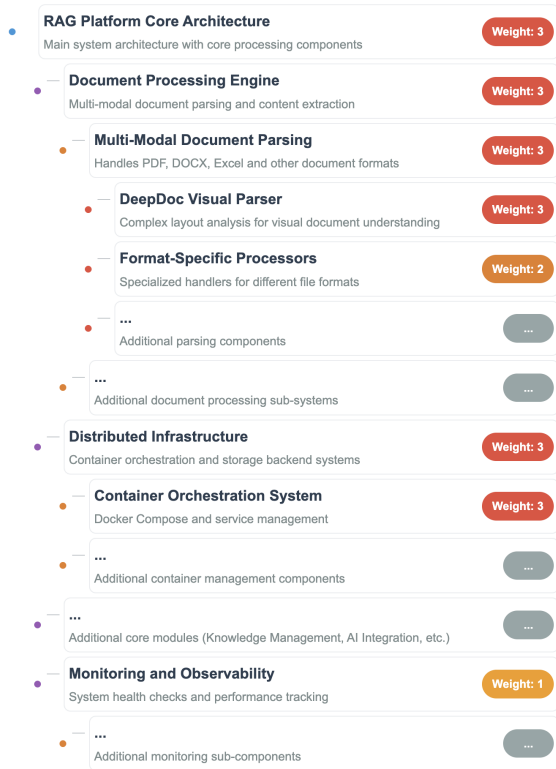 RAG Platform Core Architecture
Weight: 3
Main system architecture with core processing components
Document Processing Engine
Weight: 3
Multi-modal document parsing and content extraction
Multi-Modal Document Parsing
Weight: 3
Handles PDF, DOCX, Excel and other document formats
DeepDoc Visual Parser
Weight: 3
Complex layout analysis for visual document understanding
Format-Specific Processors
Weight: 2
Specialized handlers for different file formats
...
...
Additional parsing components
...
...
Additional document processing sub-systems
Distributed Infrastructure
Weight: 3
Container orchestration and storage backend systems
Container Orchestration System
Weight: 3
Docker Compose and service management
...
...
Additional container management components
...
...
Additional core modules (Knowledge Management, AI Integration, etc.)
Monitoring and Observability
Weight: 1
System health checks and performance tracking
...
...
Additional monitoring sub-components